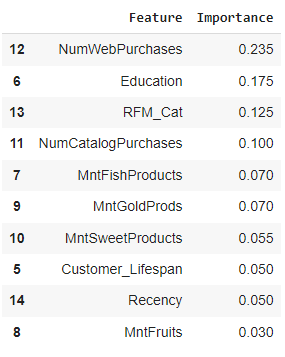 Feature Importance
12 NumWebPurchases 0.235
6 Education 0.175
13 RFM_Cat 0.125
11 NumCatalogPurchases 0.100
7 MntFishProducts 0.070
9 MntGoldProds 0.070
10 MntSweetProducts 0.055
5 Customer_Lifespan 0.050
14 Recency 0.050
8 MntFruits 0.030